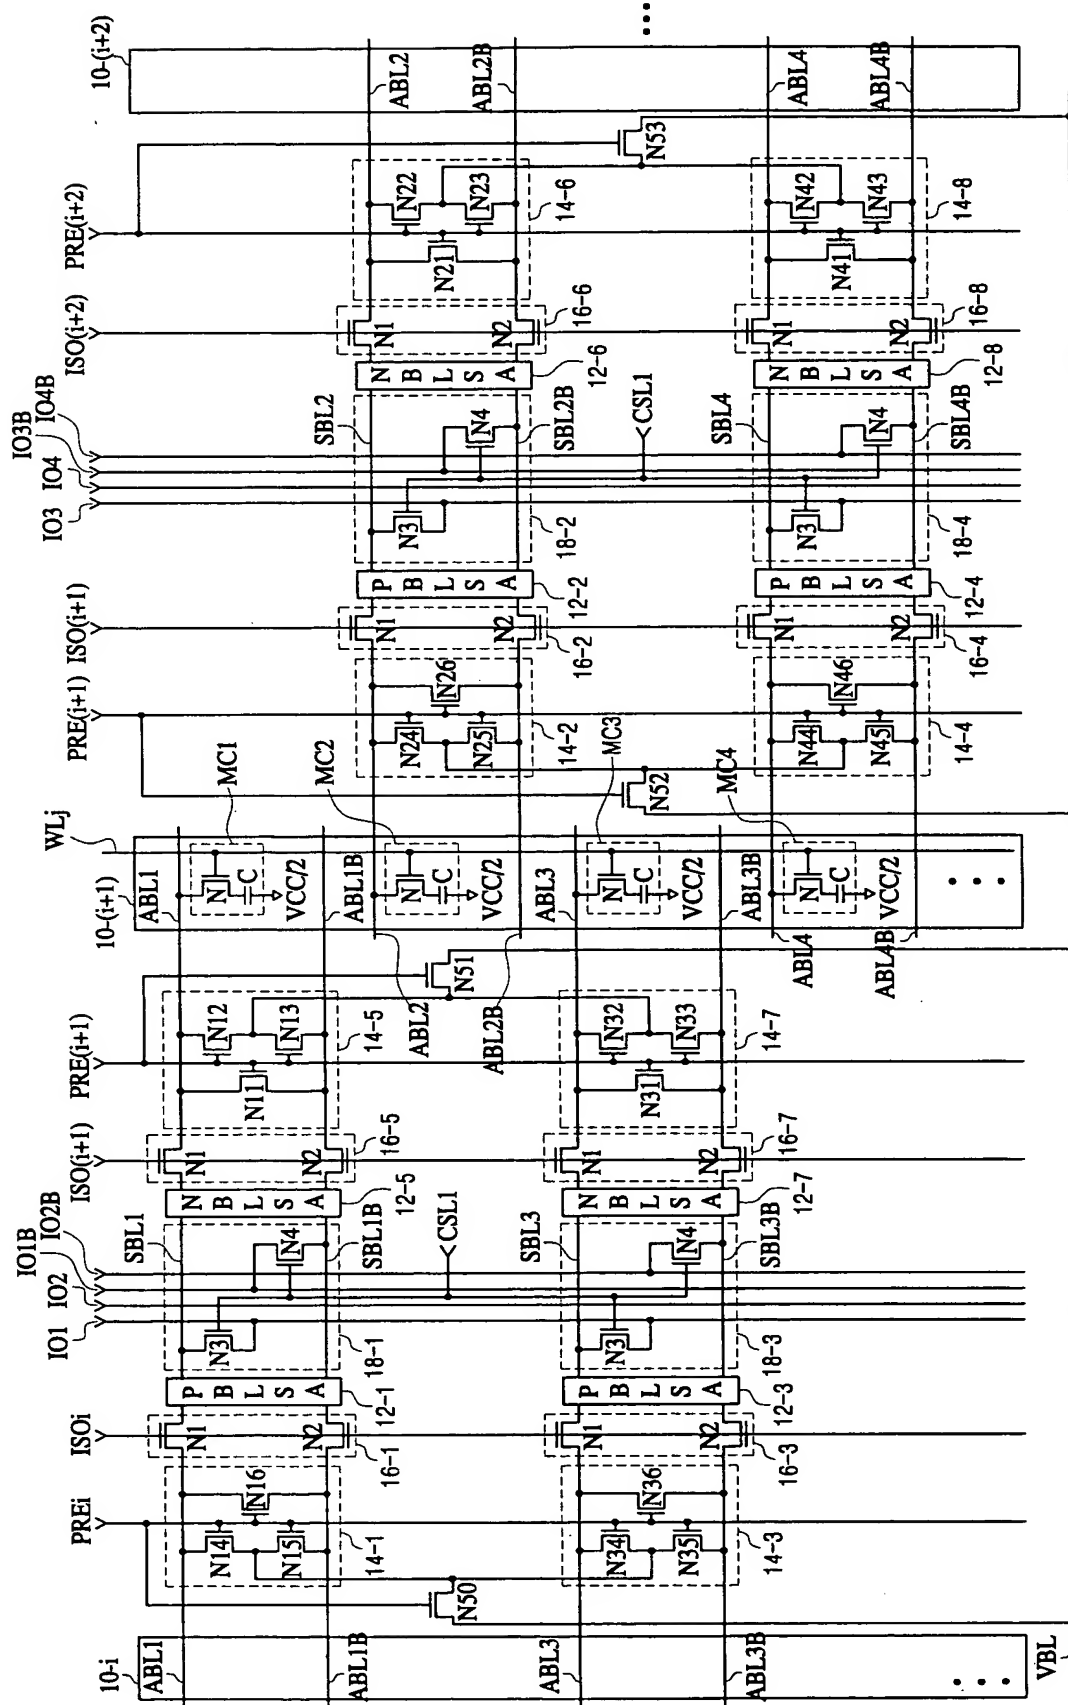 PREi
ISOi
IO1
IO2
IO1B
IO2B
ISO(i+1)
PRE(i+1)
10-(i+1)
WLj
PRE(i+1)
ISO(i+1)
IO3
IO4
IO3B
IO4B
ISO(i+2)
PRE(i+2)
10-(i+2)
10-i
ABL1
N14
N15
N16
14-1
ABL1B
N1
N2
16-1
P B L S A
12-1
SBL1
N3
N4
SBL1B
18-1
CSL1
N B L S A
12-5
N1
N2
16-5
N11
N12
N13
14-5
N50
N51
ABL1
MC1
N
C
VCC/2
ABL1B
ABL2
MC2
N
C
VCC/2
ABL2B
N24
N25
N26
14-2
N1
N2
16-2
P B L S A
12-2
SBL2
N3
N4
SBL2B
18-2
CSL1
N B L S A
12-6
N1
N2
16-6
N21
N22
N23
14-6
ABL2
ABL2B
N52
N53
ABL3
N34
N35
N36
14-3
ABL3B
N1
N2
16-3
P B L S A
12-3
SBL3
N3
N4
SBL3B
18-3
N B L S A
12-7
N1
N2
16-7
N31
N32
N33
14-7
ABL3
MC3
N
C
VCC/2
ABL3B
ABL4
MC4
N
C
VCC/2
ABL4B
N44
N45
N46
14-4
N1
N2
16-4
P B L S A
12-4
SBL4
N3
N4
SBL4B
18-4
N B L S A
12-8
N1
N2
16-8
N41
N42
N43
14-8
ABL4
ABL4B
VBL